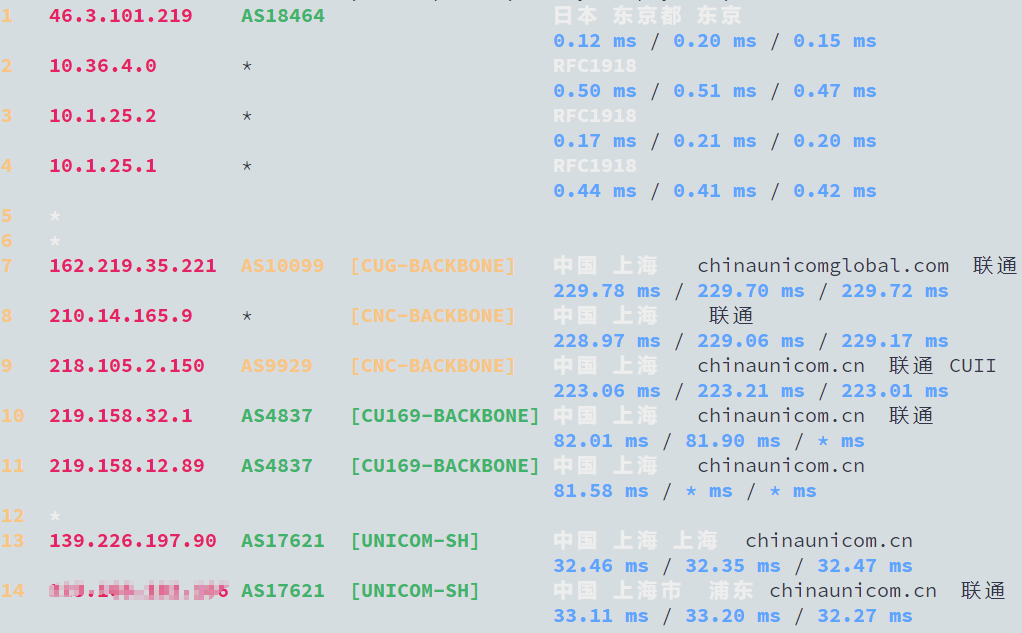 1 46.3.101.219 AS18464 日本 东京都 东京
0.12 ms / 0.20 ms / 0.15 ms
2 10.36.4.0 * RFC1918
0.50 ms / 0.51 ms / 0.47 ms
3 10.1.25.2 * RFC1918
0.17 ms / 0.21 ms / 0.20 ms
4 10.1.25.1 * RFC1918
0.44 ms / 0.41 ms / 0.42 ms
5 *
6 *
7 162.219.35.221 AS10099 [CUG-BACKBONE] 中国 上海 chinaunicomglobal.com 联通
229.78 ms / 229.70 ms / 229.72 ms
8 210.14.165.9 * [CNC-BACKBONE] 中国 上海 联通
228.97 ms / 229.06 ms / 229.17 ms
9 218.105.2.150 AS9929 [CNC-BACKBONE] 中国 上海 chinaunicom.cn 联通 CUII
223.06 ms / 223.21 ms / 223.01 ms
10 219.158.32.1 AS4837 [CU169-BACKBONE] 中国 上海 chinaunicom.cn 联通
82.01 ms / 81.90 ms / * ms
11 219.158.12.89 AS4837 [CU169-BACKBONE] 中国 上海 chinaunicom.cn
81.58 ms / * ms / * ms
12 *
13 139.226.197.90 AS17621 [UNICOM-SH] 中国 上海 上海 chinaunicom.cn
32.46 ms / 32.35 ms / 32.47 ms
14 AS17621 [UNICOM-SH] 中国 上海市 浦东 chinaunicom.cn 联通
33.11 ms / 33.20 ms / 32.27 ms